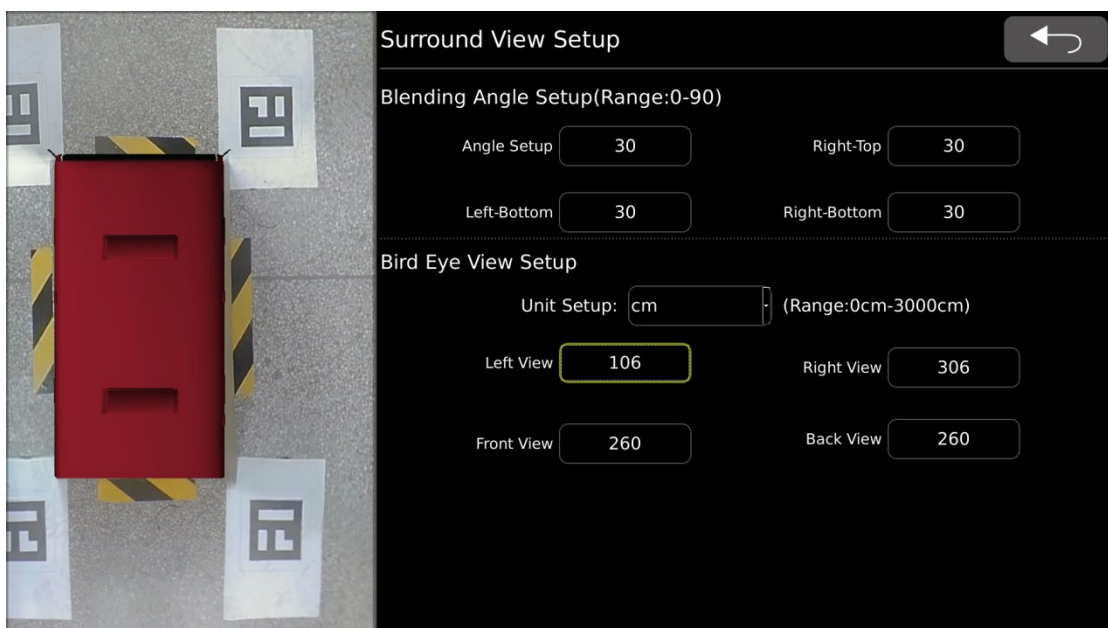 Surround View Setup
Blending Angle Setup(Range:0-90)
Angle Setup 30 Right-Top 30
Left-Bottom 30 Right-Bottom 30
Bird Eye View Setup
Unit Setup: cm (Range:0cm-3000cm)
Left View 106 Right View 306
Front View 260 Back View 260